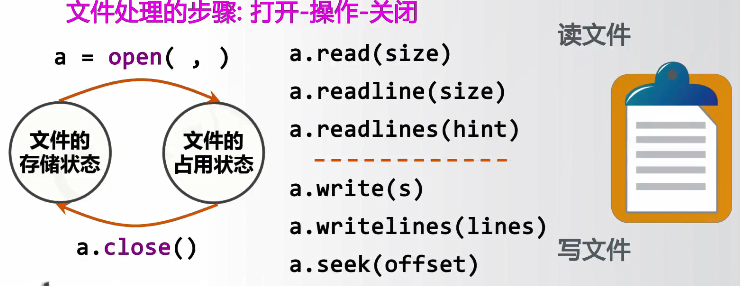 文件处理的步骤: 打开-操作-关闭
a = open( , )
文件的
存储状态
文件的
占用状态
a.close()
a.read(size)
a.readline(size)
a.readlines(hint)
a.write(s)
a.writelines(lines)
a.seek(offset)
读文件
写文件